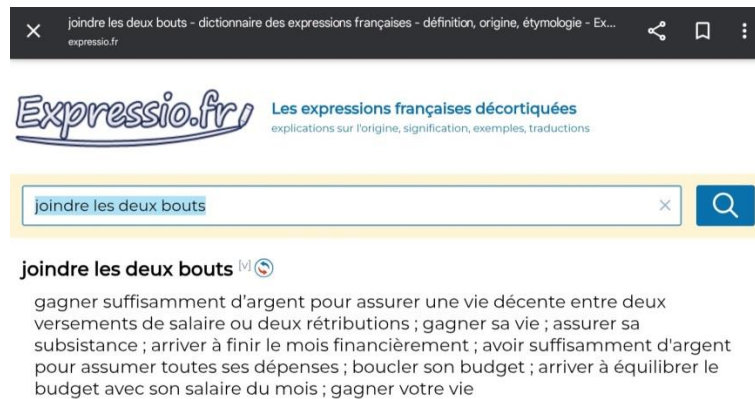 joindre les deux bouts - dictionnaire des expressions françaises - définition, origine, étymologie - Ex...
expressio.fr
Expressio.fr
Les expressions françaises décortiquées
explications sur l'origine, signification, exemples, traductions
joindre les deux bouts
joindre les deux bouts [v]
gagner suffisamment d’argent pour assurer une vie décente entre deux
versements de salaire ou deux rétributions ; gagner sa vie ; assurer sa
subsistance ; arriver à finir le mois financièrement ; avoir suffisamment d'argent
pour assumer toutes ses dépenses ; boucler son budget ; arriver à équilibrer le
budget avec son salaire du mois ; gagner votre vie